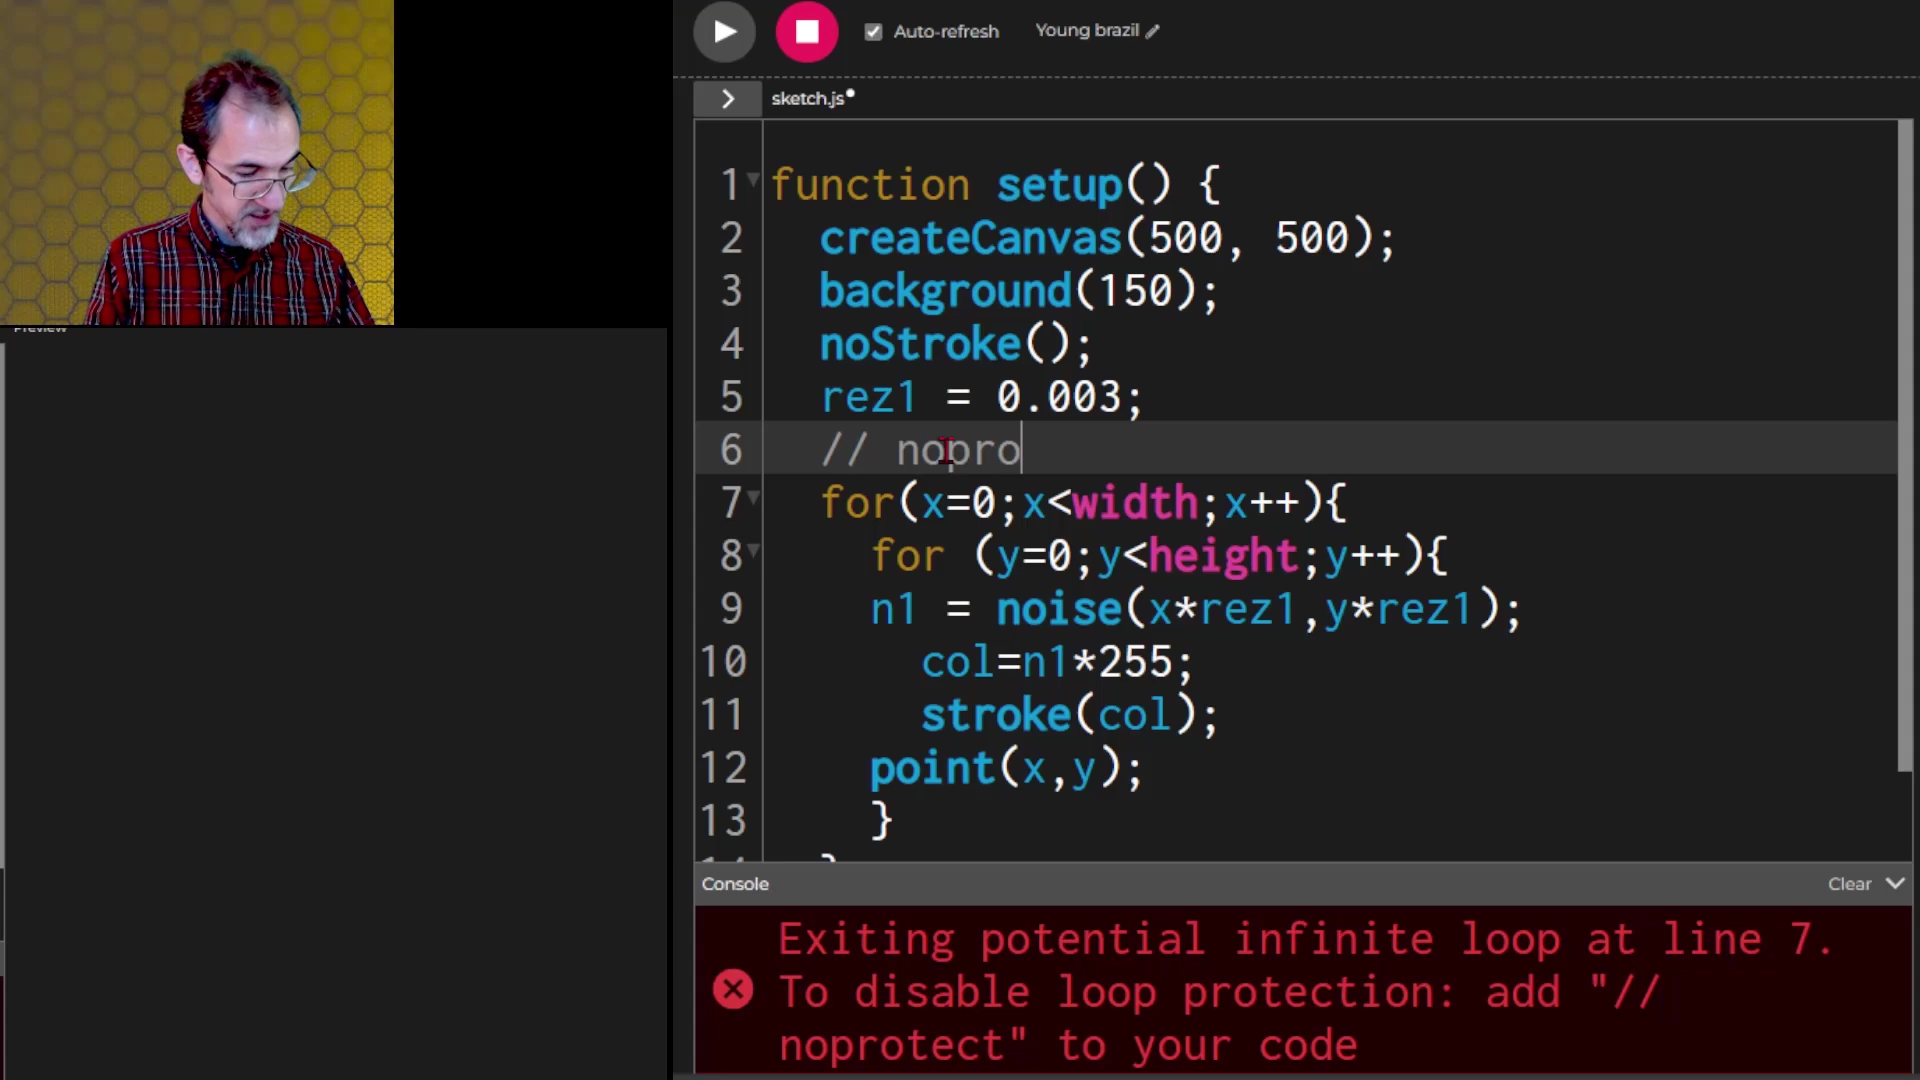 Auto-refresh
Young brazil
Preview
sketch.js
1 function setup() {
2 createCanvas(500, 500);
3 background(150);
4 noStroke();
5 rez1 = 0.003;
6 // nopro
7 for(x=0;x<width;x++){
8 for (y=0;y<height;y++){
9 n1 = noise(x*rez1,y*rez1);
10 col=n1*255;
11 stroke(col);
12 point(x,y);
13 }
14 }
Console
Clear
Exiting potential infinite loop at line 7.
To disable loop protection: add "//
noprotect" to your code